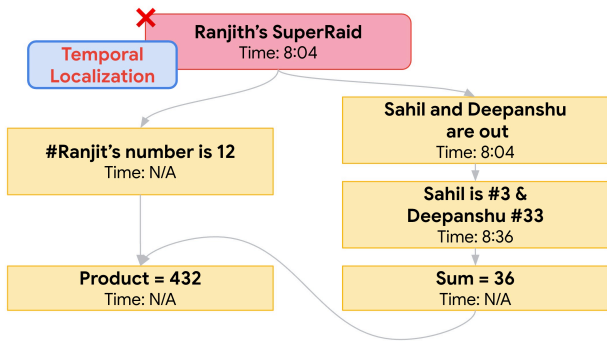 Ranjith's SuperRaid
Time: 8:04
Temporal
Localization
Sahil and Deepanshu
are out
Time: 8:04
#Ranjit's number is 12
Time: N/A
Sahil is #3 &
Deepanshu #33
Time: 8:36
Product = 432
Time: N/A
Sum = 36
Time: N/A